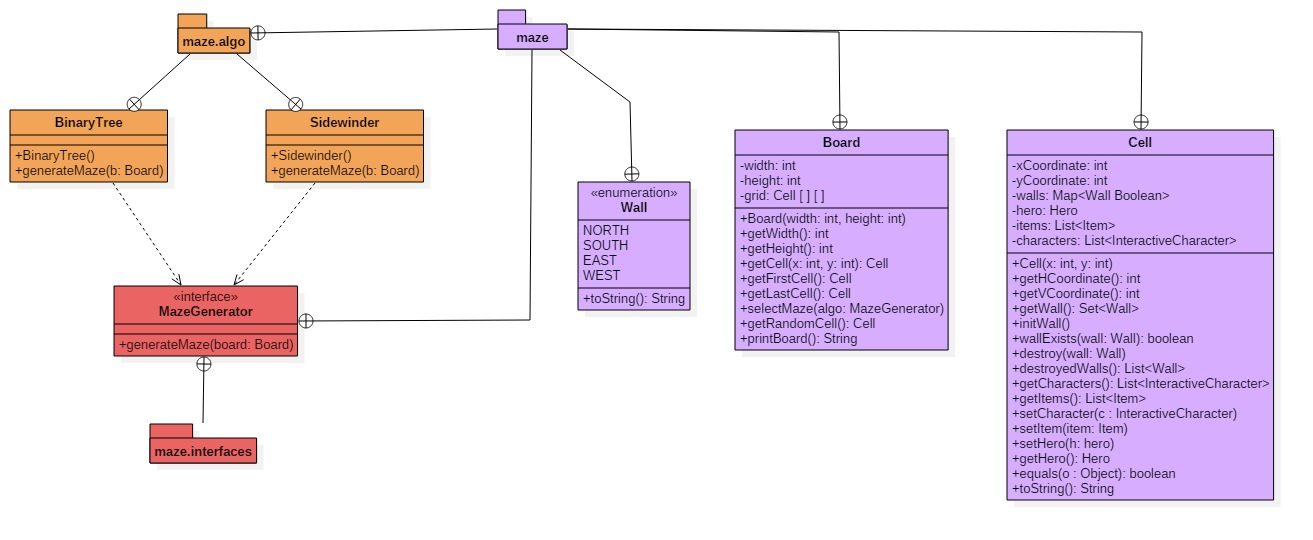 maze.algo
maze
BinaryTree
+BinaryTree()
+generateMaze(b: Board)
Sidewinder
+Sidewinder()
+generateMaze(b: Board)
«interface»
MazeGenerator
+generateMaze(board: Board)
maze.interfaces
«enumeration»
Wall
NORTH
SOUTH
EAST
WEST
+toString(): String
Board
-width: int
-height: int
-grid: Cell [ ] [ ]
+Board(width: int, height: int)
+getWidth(): int
+getHeight(): int
+getCell(x: int, y: int): Cell
+getFirstCell(): Cell
+getLastCell(): Cell
+selectMaze(algo: MazeGenerator)
+getRandomCell(): Cell
+printBoard(): String
Cell
-xCoordinate: int
-yCoordinate: int
-walls: Map<Wall Boolean>
-hero: Hero
-items: List<Item>
-characters: List<InteractiveCharacter>
+Cell(x: int, y: int)
+getHCoordinate(): int
+getVCoordinate(): int
+getWall(): Set<Wall>
+initWall()
+wallExists(wall: Wall): boolean
+destroy(wall: Wall)
+destroyedWalls(): List<Wall>
+getCharacters(): List<InteractiveCharacter>
+getItems(): List<Item>
+setCharacter(c : InteractiveCharacter)
+setItem(item: Item)
+setHero(h: hero)
+getHero(): Hero
+equals(o : Object): boolean
+toString(): String